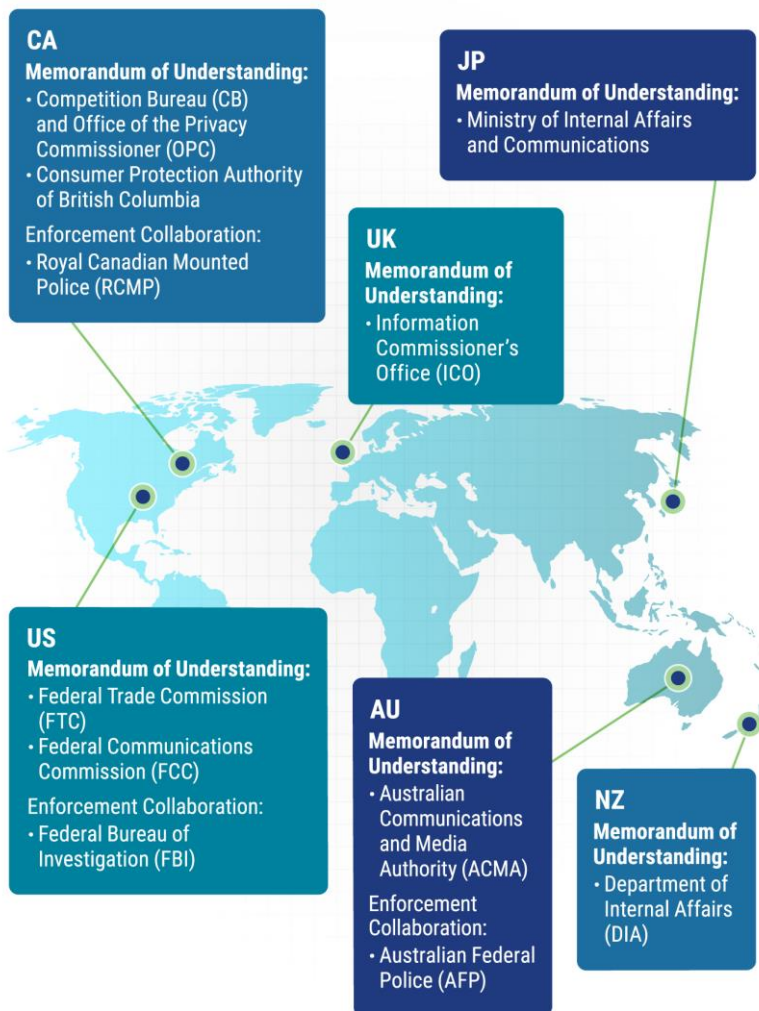 CA
Memorandum of Understanding:
• Competition Bureau (CB)
and Office of the Privacy
Commissioner (OPC)
• Consumer Protection Authority
of British Columbia
Enforcement Collaboration:
• Royal Canadian Mounted
Police (RCMP)
JP
Memorandum of Understanding:
• Ministry of Internal Affairs
and Communications
UK
Memorandum of
Understanding:
• Information
Commissioner’s
Office (ICO)
US
Memorandum of Understanding:
• Federal Trade Commission
(FTC)
• Federal Communications
Commission (FCC)
Enforcement Collaboration:
• Federal Bureau of
Investigation (FBI)
AU
Memorandum of
Understanding:
• Australian
Communications
and Media
Authority (ACMA)
Enforcement
Collaboration:
• Australian Federal
Police (AFP)
NZ
Memorandum of
Understanding:
• Department of
Internal Affairs
(DIA)